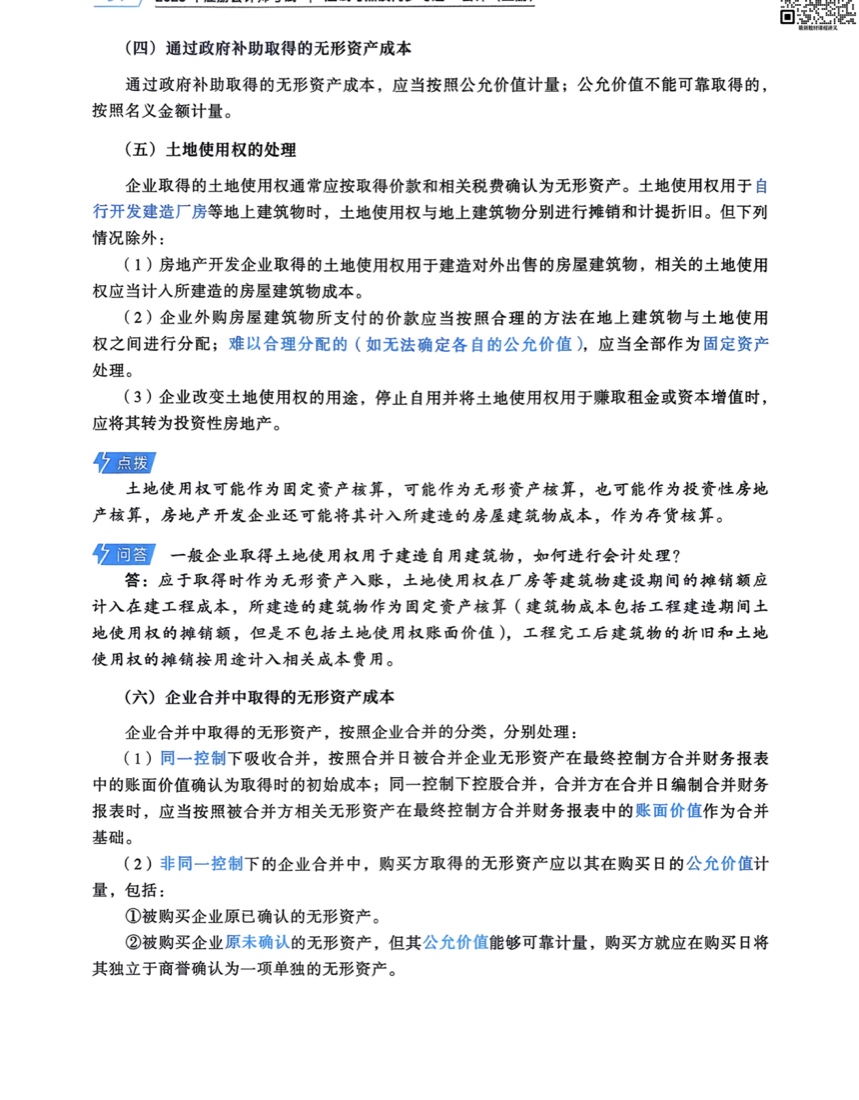 （四）通过政府补助取得的无形资产成本
通过政府补助取得的无形资产成本，应当按照公允价值计量；公允价值不能可靠取得的，
按照名义金额计量。
（五）土地使用权的处理
企业取得的土地使用权通常应按取得价款和相关税费确认为无形资产。土地使用权用于自
行开发建造厂房等地上建筑物时，土地使用权与地上建筑物分别进行摊销和计提折旧。但下列
情况除外：
（1）房地产开发企业取得的土地使用权用于建造对外出售的房屋建筑物，相关的土地使用
权应当计入所建造的房屋建筑物成本。
（2）企业外购房屋建筑物所支付的价款应当按照合理的方法在地上建筑物与土地使用
权之间进行分配；难以合理分配的（如无法确定各自的公允价值），应当全部作为固定资产
处理。
（3）企业改变土地使用权的用途，停止自用并将土地使用权用于赚取租金或资本增值时，
应将其转为投资性房地产。
点拨
土地使用权可能作为固定资产核算，可能作为无形资产核算，也可能作为投资性房地
产核算，房地产开发企业还可能将其计入所建造的房屋建筑物成本，作为存货核算。
问答 一般企业取得土地使用权用于建造自用建筑物，如何进行会计处理？
答：应于取得时作为无形资产入账，土地使用权在厂房等建筑物建设期间的摊销额应
计入在建工程成本，所建造的建筑物作为固定资产核算（建筑物成本包括工程建造期间土
地使用权的摊销额，但是不包括土地使用权账面价值），工程完工后建筑物的折旧和土地
使用权的摊销按用途计入相关成本费用。
（六）企业合并中取得的无形资产成本
企业合并中取得的无形资产，按照企业合并的分类，分别处理：
（1）同一控制下吸收合并，按照合并日被合并企业无形资产在最终控制方合并财务报表
中的账面价值确认为取得时的初始成本；同一控制下控股合并，合并方在合并日编制合并财务
报表时，应当按照被合并方相关无形资产在最终控制方合并财务报表中的账面价值作为合并
基础。
（2）非同一控制下的企业合并中，购买方取得的无形资产应以其在购买日的公允价值计
量，包括：
①被购买企业原已确认的无形资产。
②被购买企业原未确认的无形资产，但其公允价值能够可靠计量，购买方就应在购买日将
其独立于商誉确认为一项单独的无形资产。